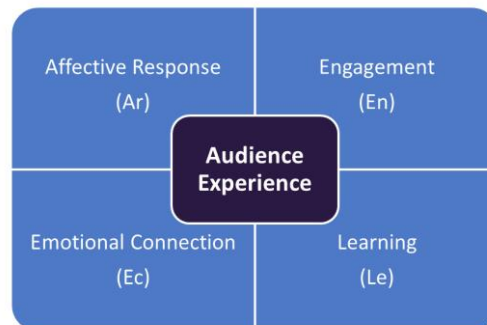 Affective Response
(Ar)
Engagement
(En)
Audience
Experience
Emotional Connection
(Ec)
Learning
(Le)